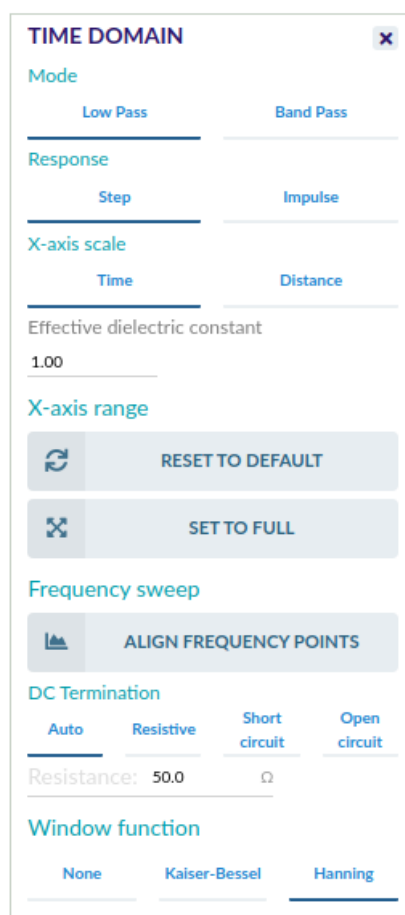 TIME DOMAIN
Mode
Low Pass Band Pass
Response
Step Impulse
X-axis scale
Time Distance
Effective dielectric constant
1.00
X-axis range
RESET TO DEFAULT
SET TO FULL
Frequency sweep
ALIGN FREQUENCY POINTS
DC Termination
Auto Resistive Short circuit Open circuit
Resistance: 50.0 Ω
Window function
None Kaiser-Bessel Hanning